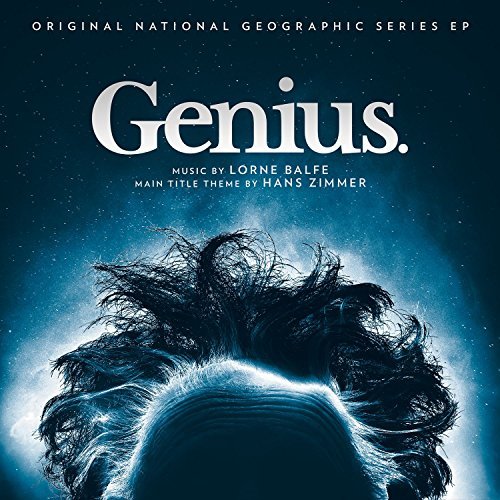 ORIGINAL NATIONAL GEOGRAPHIC SERIES EP
Genius.
MUSIC BY LORNE BALFE
MAIN TITLE THEME BY HANS ZIMMER